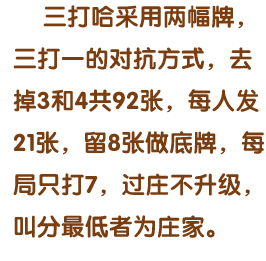 三打哈采用两幅牌，
三打一的对抗方式，去
掉3和4共92张，每人发
21张，留8张做底牌，每
局只打7，过庄不升级，
叫分最低者为庄家。